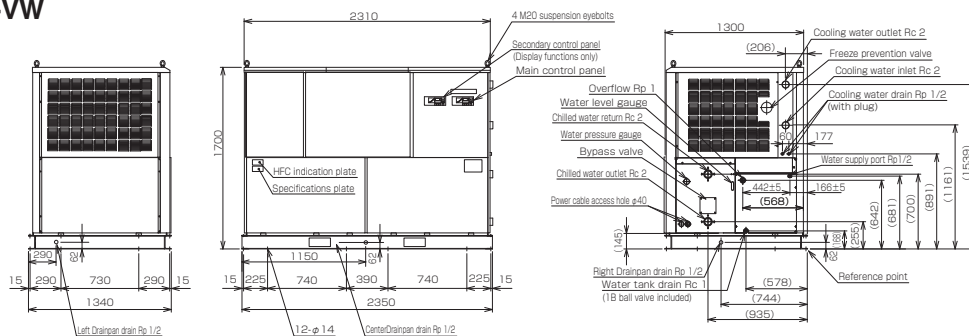 -VW
2310
4 M20 suspension eyebolts
Secondary control panel
(Display functions only)
Main control panel
1700
HFC indication plate
Specifications plate
290
62
15
290
730
290
15
1340
Left Drainpan drain Rp 1/2
1150
62
15
225
740
390
740
225
15
2350
12-φ14
CenterDrainpan drain Rp 1/2
1300
(206)
Cooling water outlet Rc 2
Freeze prevention valve
Cooling water inlet Rc 2
Cooling water drain Rp 1/2
(with plug)
Overflow Rp 1
Water level gauge
Chilled water return Rc 2
Water pressure gauge
Bypass valve
Chilled water outlet Rc 2
Power cable access hole φ40
60
177
Water supply port Rp1/2
442±5
166±5
(568)
(145)
62
(168)
(255)
(642)
(681)
(700)
(891)
(1161)
(1539)
Right Drainpan drain Rp 1/2
Water tank drain Rc 1
(1B ball valve included)
(578)
(744)
(935)
Reference point